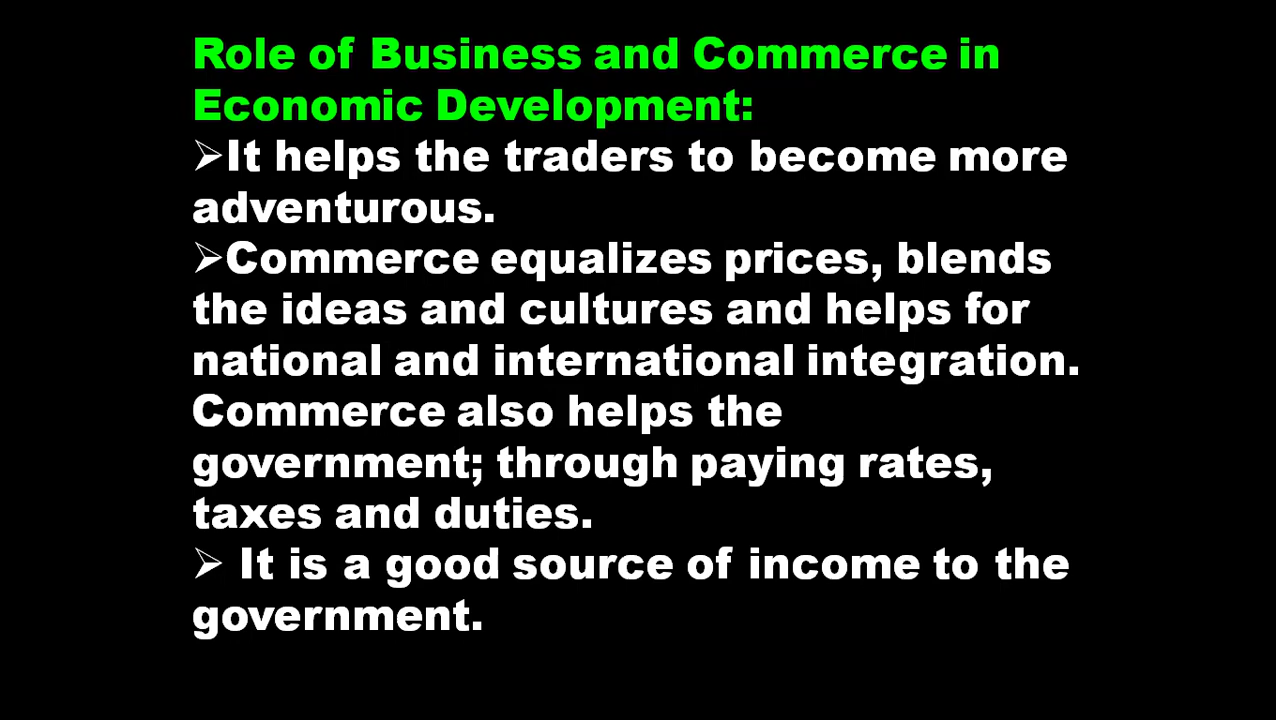 Role of Business and Commerce in
Economic Development:
➢It helps the traders to become more
adventurous.
➢Commerce equalizes prices, blends
the ideas and cultures and helps for
national and international integration.
Commerce also helps the
government; through paying rates,
taxes and duties.
➢ It is a good source of income to the
government.